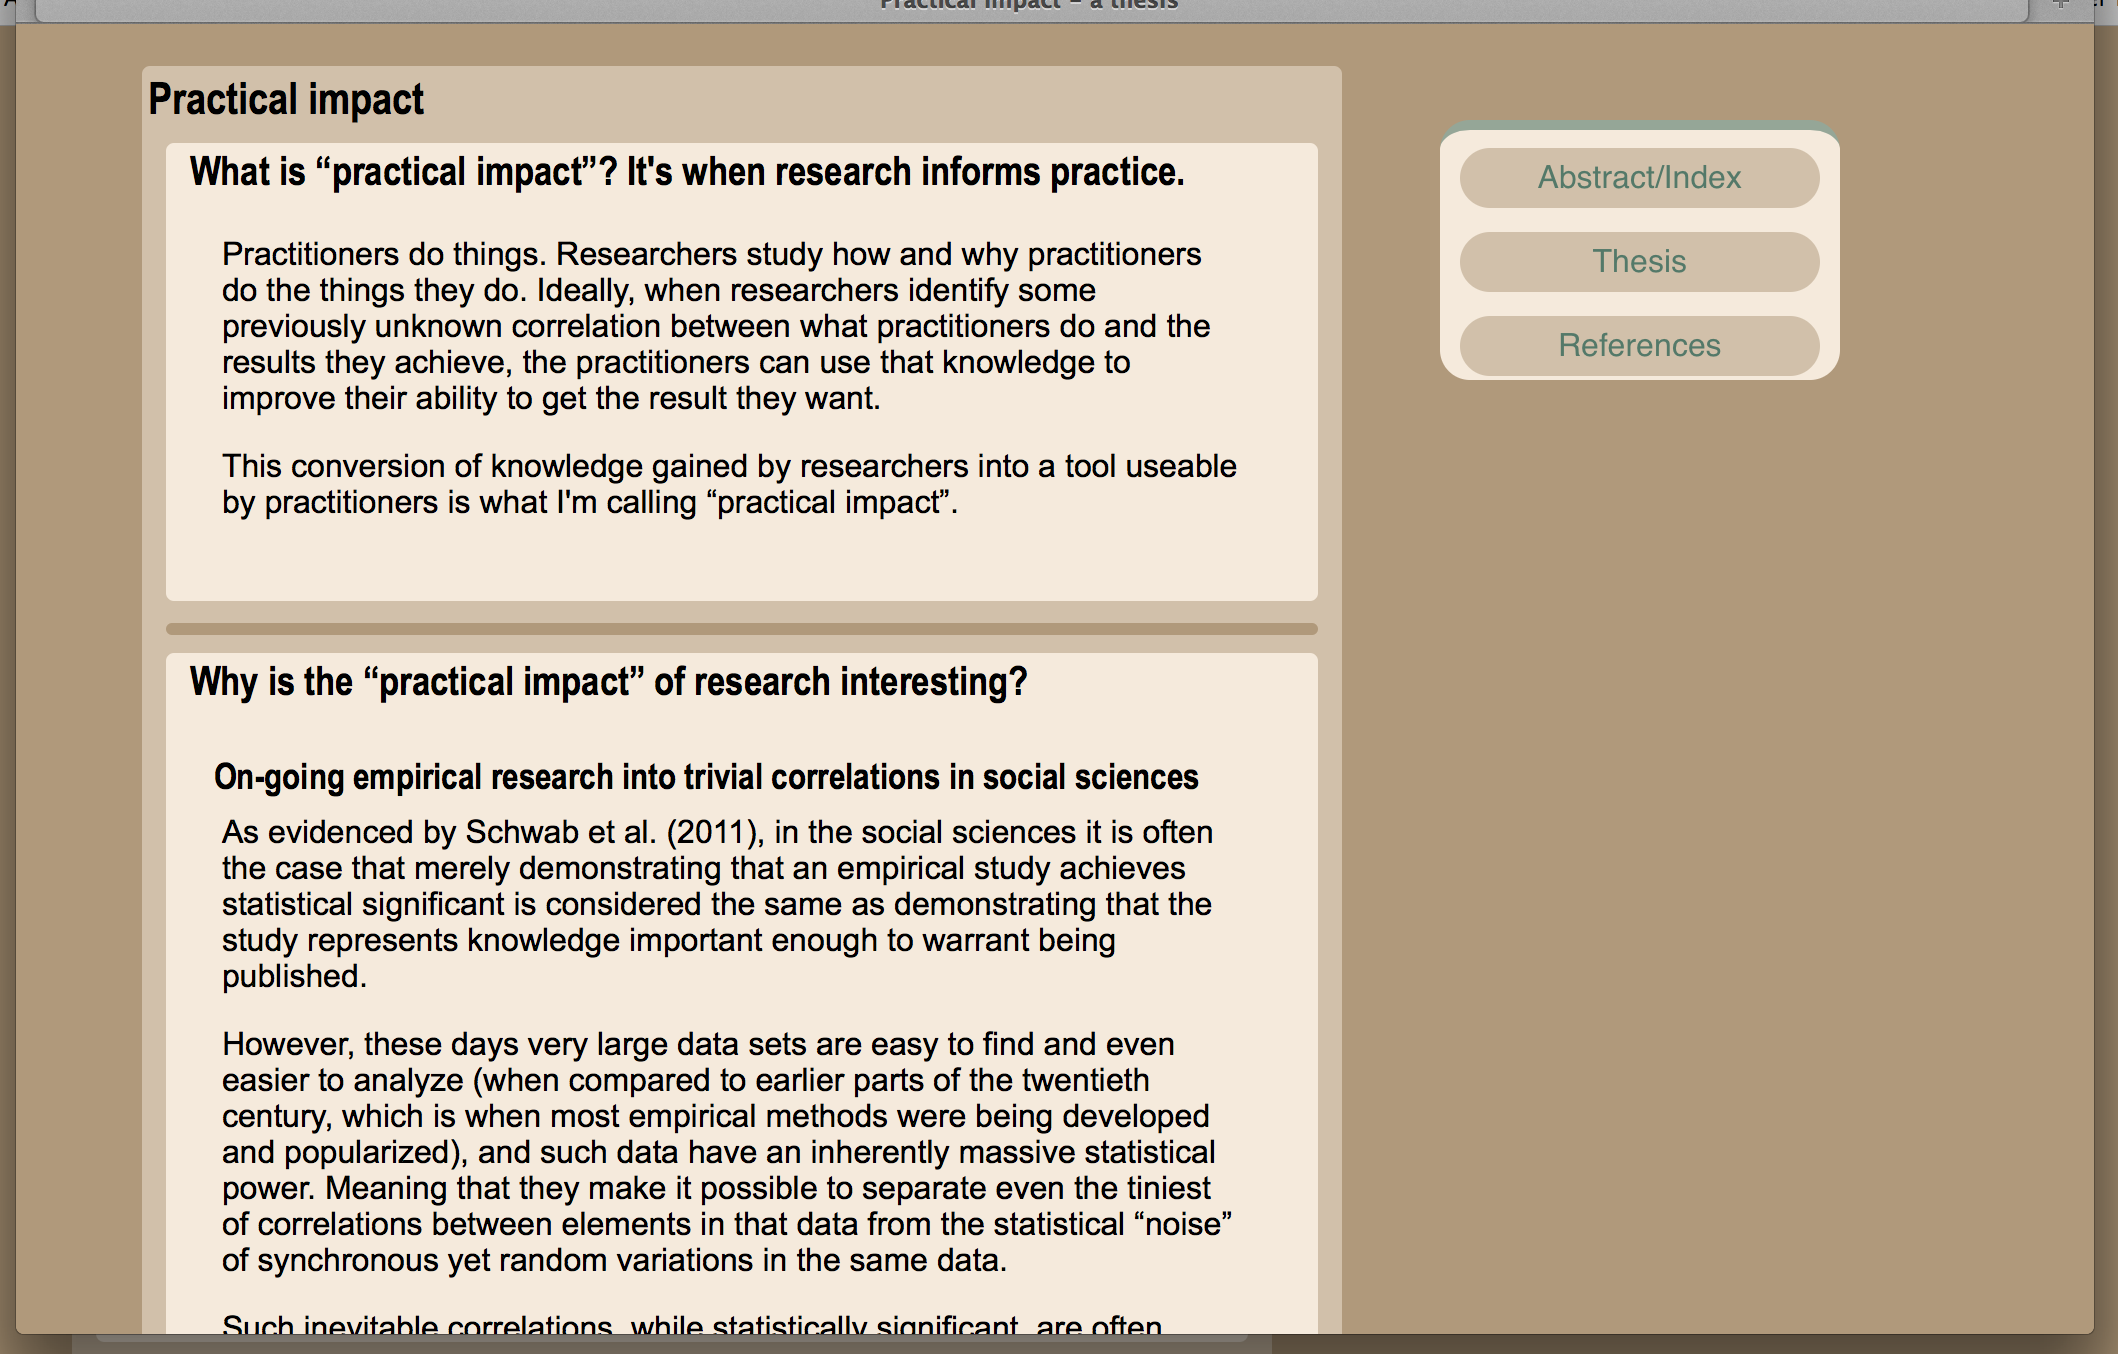 Practical impact – a thesis
Practical impact
What is “practical impact”? It's when research informs practice.
Practitioners do things. Researchers study how and why practitioners
do the things they do. Ideally, when researchers identify some
previously unknown correlation between what practitioners do and the
results they achieve, the practitioners can use that knowledge to
improve their ability to get the result they want.
This conversion of knowledge gained by researchers into a tool useable
by practitioners is what I'm calling “practical impact”.
Why is the “practical impact” of research interesting?
On-going empirical research into trivial correlations in social sciences
As evidenced by Schwab et al. (2011), in the social sciences it is often
the case that merely demonstrating that an empirical study achieves
statistical significant is considered the same as demonstrating that the
study represents knowledge important enough to warrant being
published.
However, these days very large data sets are easy to find and even
easier to analyze (when compared to earlier parts of the twentieth
century, which is when most empirical methods were being developed
and popularized), and such data have an inherently massive statistical
power. Meaning that they make it possible to separate even the tiniest
of correlations between elements in that data from the statistical “noise”
of synchronous yet random variations in the same data.
Such inevitable correlations, while statistically significant, are often
Abstract/Index
Thesis
References